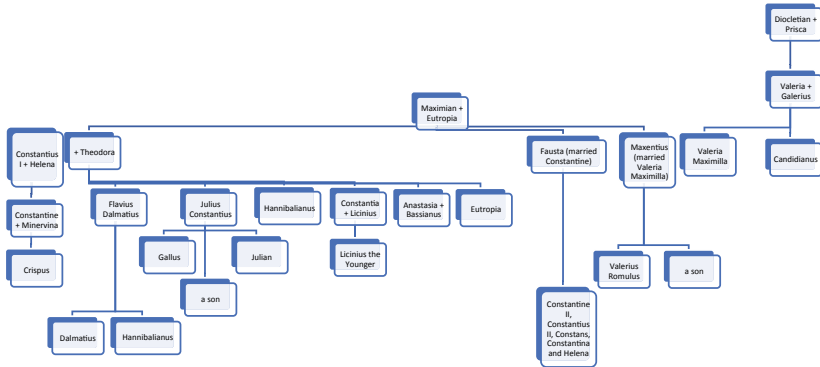 Diocletian +
Prisca
Valeria +
Galerius
Maximian +
Eutropia
Constantius
I + Helena
+ Theodora
Fausta (married
Constantine)
Maxentius
(married
Valeria
Maximilla)
Valeria
Maximilla
Candidianus
Constantine
+ Minervina
Flavius
Dalmatius
Julius
Constantius
Hannibalianus
Constantia
+ Licinius
Anastasia +
Bassianus
Eutropia
Crispus
Gallus
Julian
Licinius the
Younger
Valerius
Romulus
a son
a son
Constantine
II,
Constantius
II, Constans,
Constantina
and Helena
Dalmatius
Hannibalianus